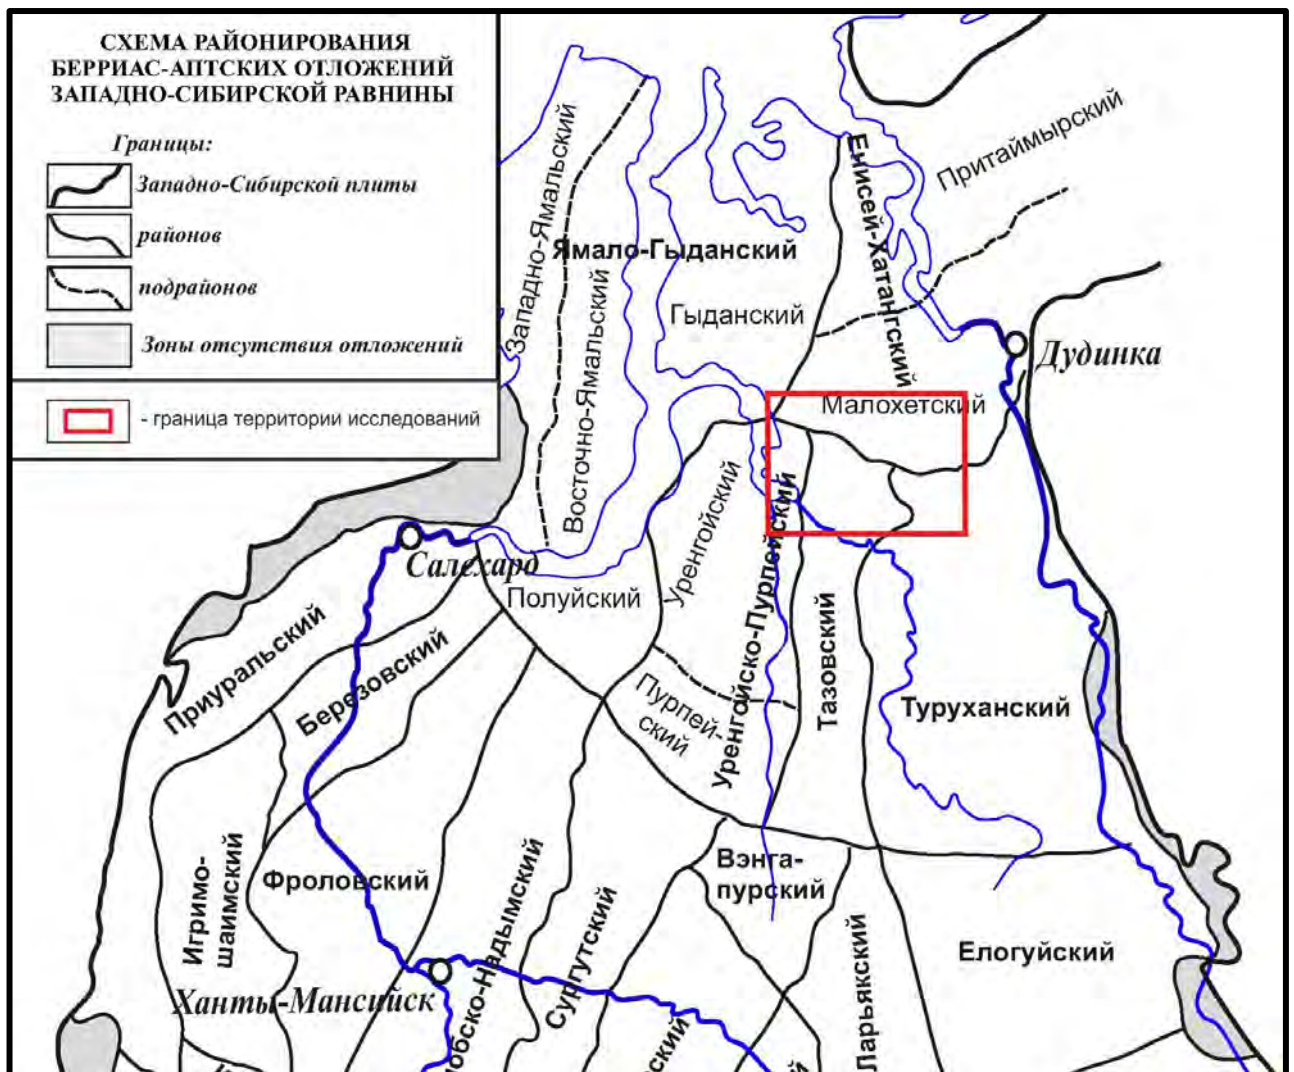 СХЕМА РАЙОНИРОВАНИЯ
БЕРРИАС-АПТСКИХ ОТЛОЖЕНИЙ
ЗАПАДНО-СИБИРСКОЙ РАВНИНЫ
Границы:
Западно-Сибирской плиты
районов
подрайонов
Зоны отсутствия отложений
- граница территории исследований
Западно-Ямальский
Восточно-Ямальский
Ямало-Гыданский
Гыданский
Енисей-Хатангский
Притаймырский
Дудинка
Малохетский
Салехард
Полуйский
Уренгойский
Уренгойско-Пурпейский
Пурпей-
ский
Тазовский
Туруханский
Приуральский
Березовский
Игримо-
шаимский
Фроловский
Ханты-Мансийск
обско-Надымский
Сургутский
Вэнга-
пурский
Ларьякский
Елогуйский
ский